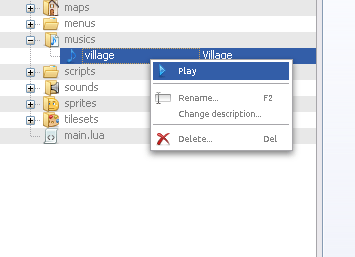 maps
menus
musics
village Village
Play
scripts
Rename... F2
sounds
Change description...
sprites
tilesets
Delete... Del
main.lua